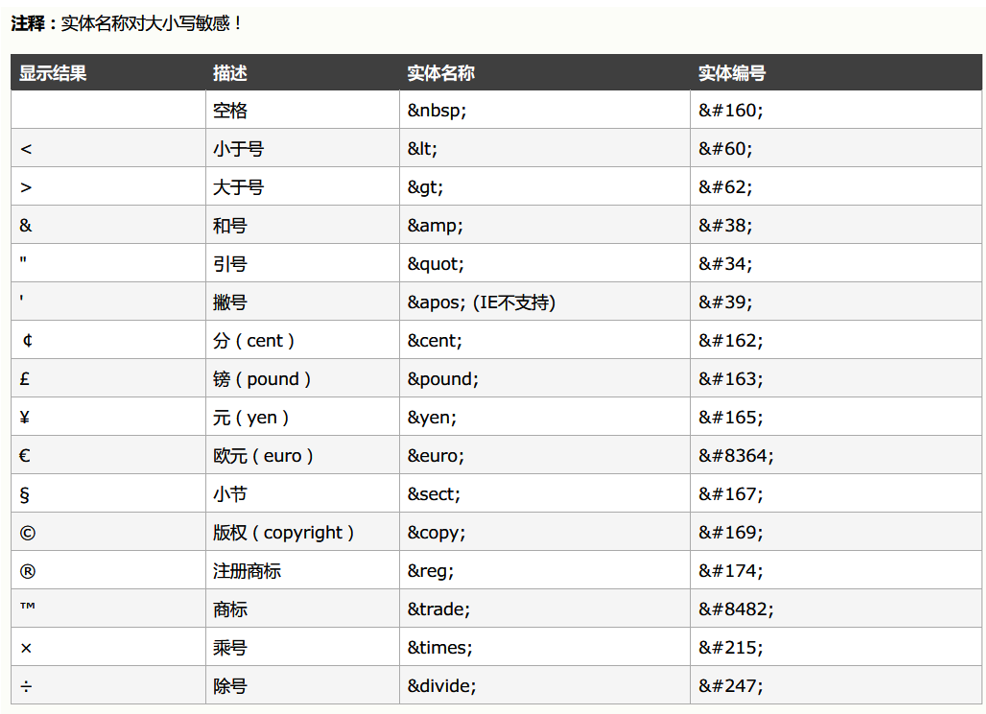 注释：实体名称对大小写敏感！
显示结果 描述 实体名称 实体编号
空格 &nbsp; &#160;
< 小于号 &lt; &#60;
> 大于号 &gt; &#62;
& 和号 &amp; &#38;
" 引号 &quot; &#34;
' 撇号 &apos; (IE不支持) &#39;
¢ 分（cent） &cent; &#162;
£ 镑（pound） &pound; &#163;
¥ 元（yen） &yen; &#165;
€ 欧元（euro） &euro; &#8364;
§ 小节 &sect; &#167;
© 版权（copyright） &copy; &#169;
® 注册商标 &reg; &#174;
™ 商标 &trade; &#8482;
× 乘号 &times; &#215;
÷ 除号 &divide; &#247;